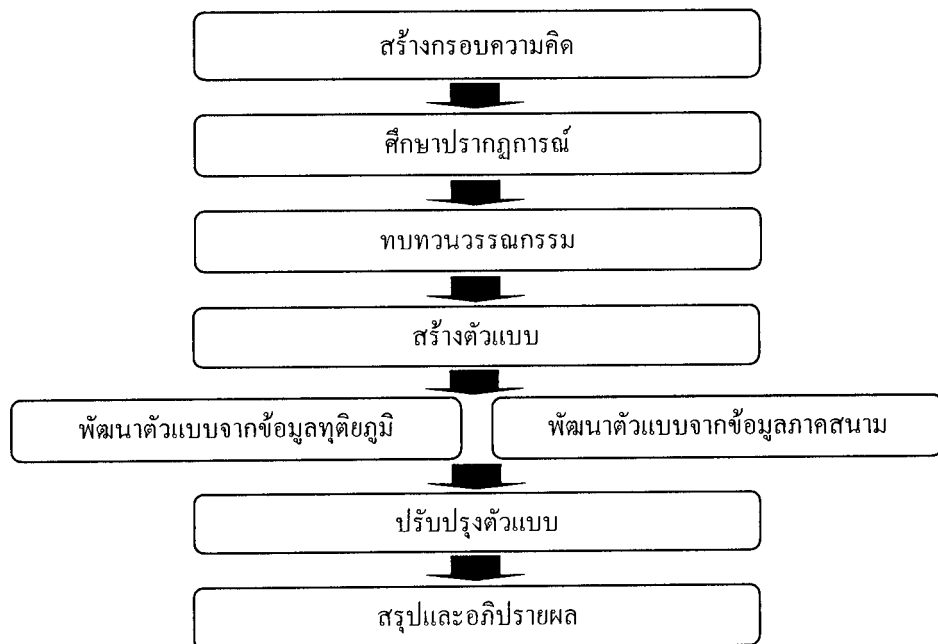 สร้างกรอบความคิด
ศึกษาปรากฏการณ์
ทบทวนวรรณกรรม
สร้างตัวแบบ
พัฒนาตัวแบบจากข้อมูลทุติยภูมิ
พัฒนาตัวแบบจากข้อมูลภาคสนาม
ปรับปรุงตัวแบบ
สรุปและอภิปรายผล